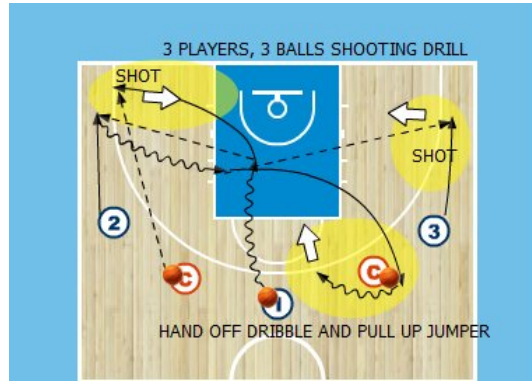 3 PLAYERS, 3 BALLS SHOOTING DRILL
SHOT
SHOT
2
3
C
C
1
HAND OFF DRIBBLE AND PULL UP JUMPER